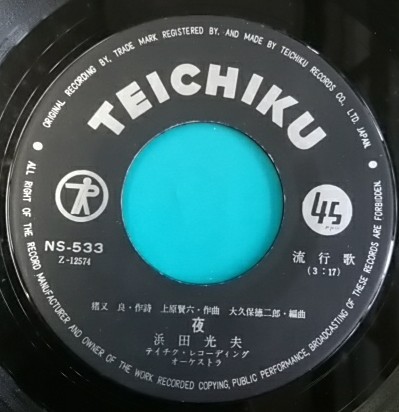 ORIGINAL RECORDING BY, TRADE MARK REGISTERED BY, AND MADE BY TEICHIKU RECORDS CO., LTD. JAPAN
TEICHIKU
45
rpm
NS-533
Z-12574
流行歌
(3:17)
猪又 良・作詩 上原賢六・作曲 大久保徳二郎・編曲
夜
浜田光夫
テイチク・レコーディング
オーケストラ
ALL RIGHT OF THE RECORD MANUFACTURER AND OWNER OF THE WORK RECORDED COPYING, PUBLIC PERFORMANCE, BROADCASTING OF THESE RECORDS ARE FORBIDDEN.